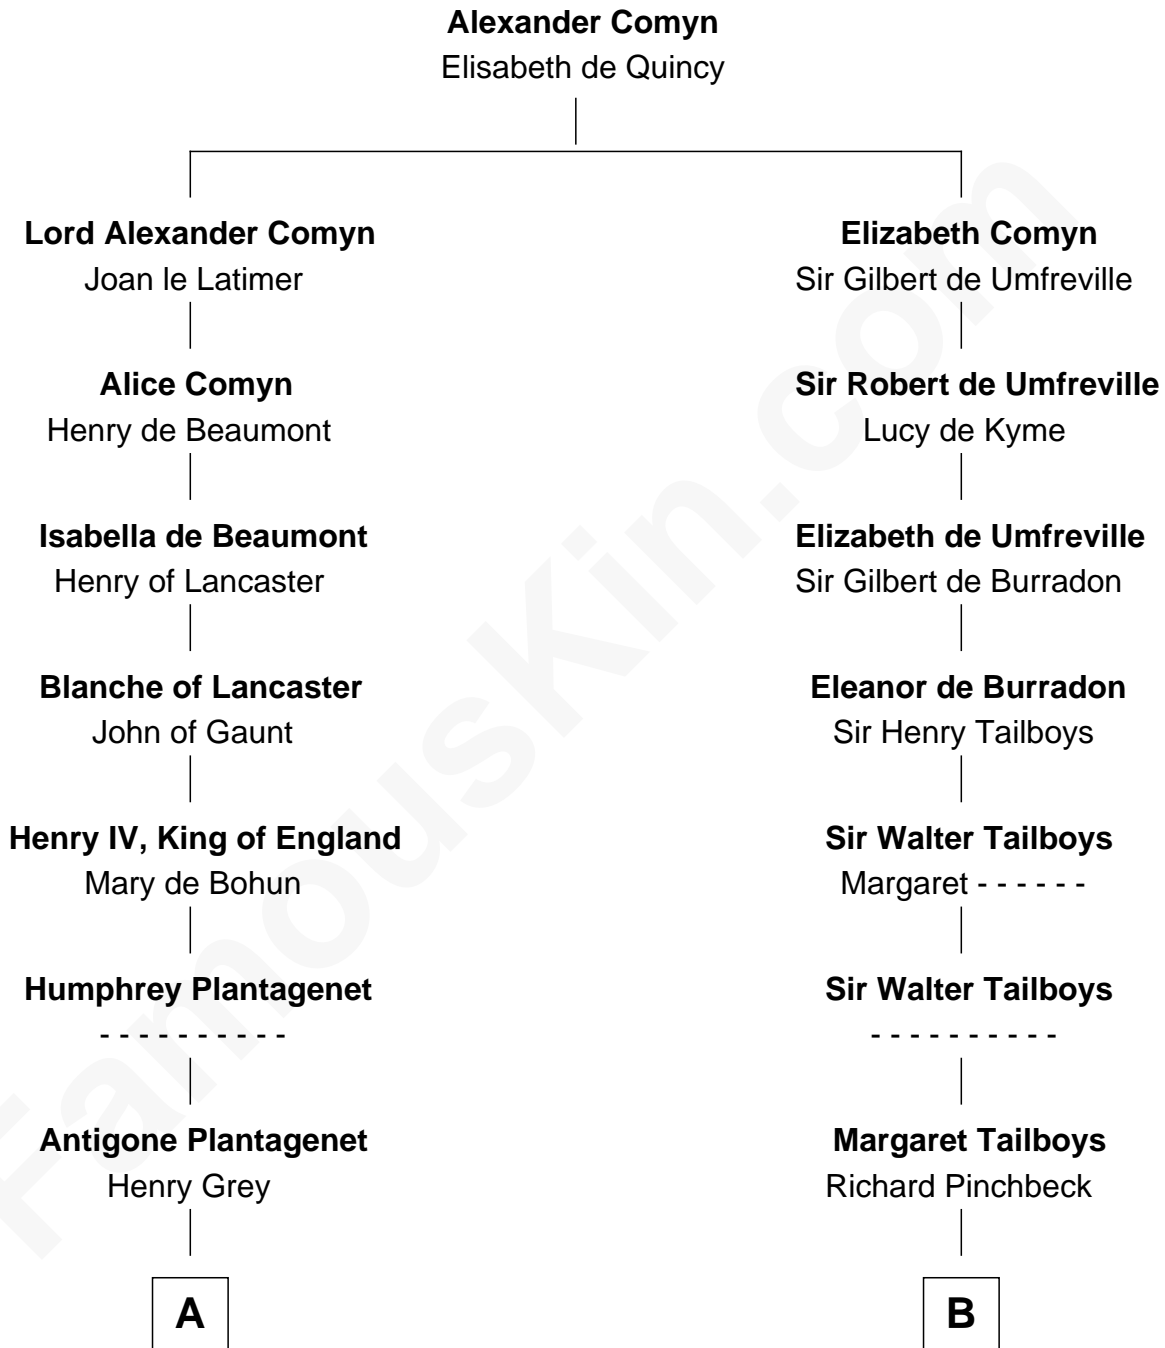 Alexander Comyn
Elisabeth de Quincy
Lord Alexander Comyn
Joan le Latimer
Alice Comyn
Henry de Beaumont
Isabella de Beaumont
Henry of Lancaster
Blanche of Lancaster
John of Gaunt
Henry IV, King of England
Mary de Bohun
Humphrey Plantagenet
- - - - - - - - - -
Antigone Plantagenet
Henry Grey
A
Elizabeth Comyn
Sir Gilbert de Umfreville
Sir Robert de Umfreville
Lucy de Kyme
Elizabeth de Umfreville
Sir Gilbert de Burradon
Eleanor de Burradon
Sir Henry Tailboys
Sir Walter Tailboys
Margaret - - - - - -
Sir Walter Tailboys
- - - - - - - - - -
Margaret Tailboys
Richard Pinchbeck
B
FamousKin.com